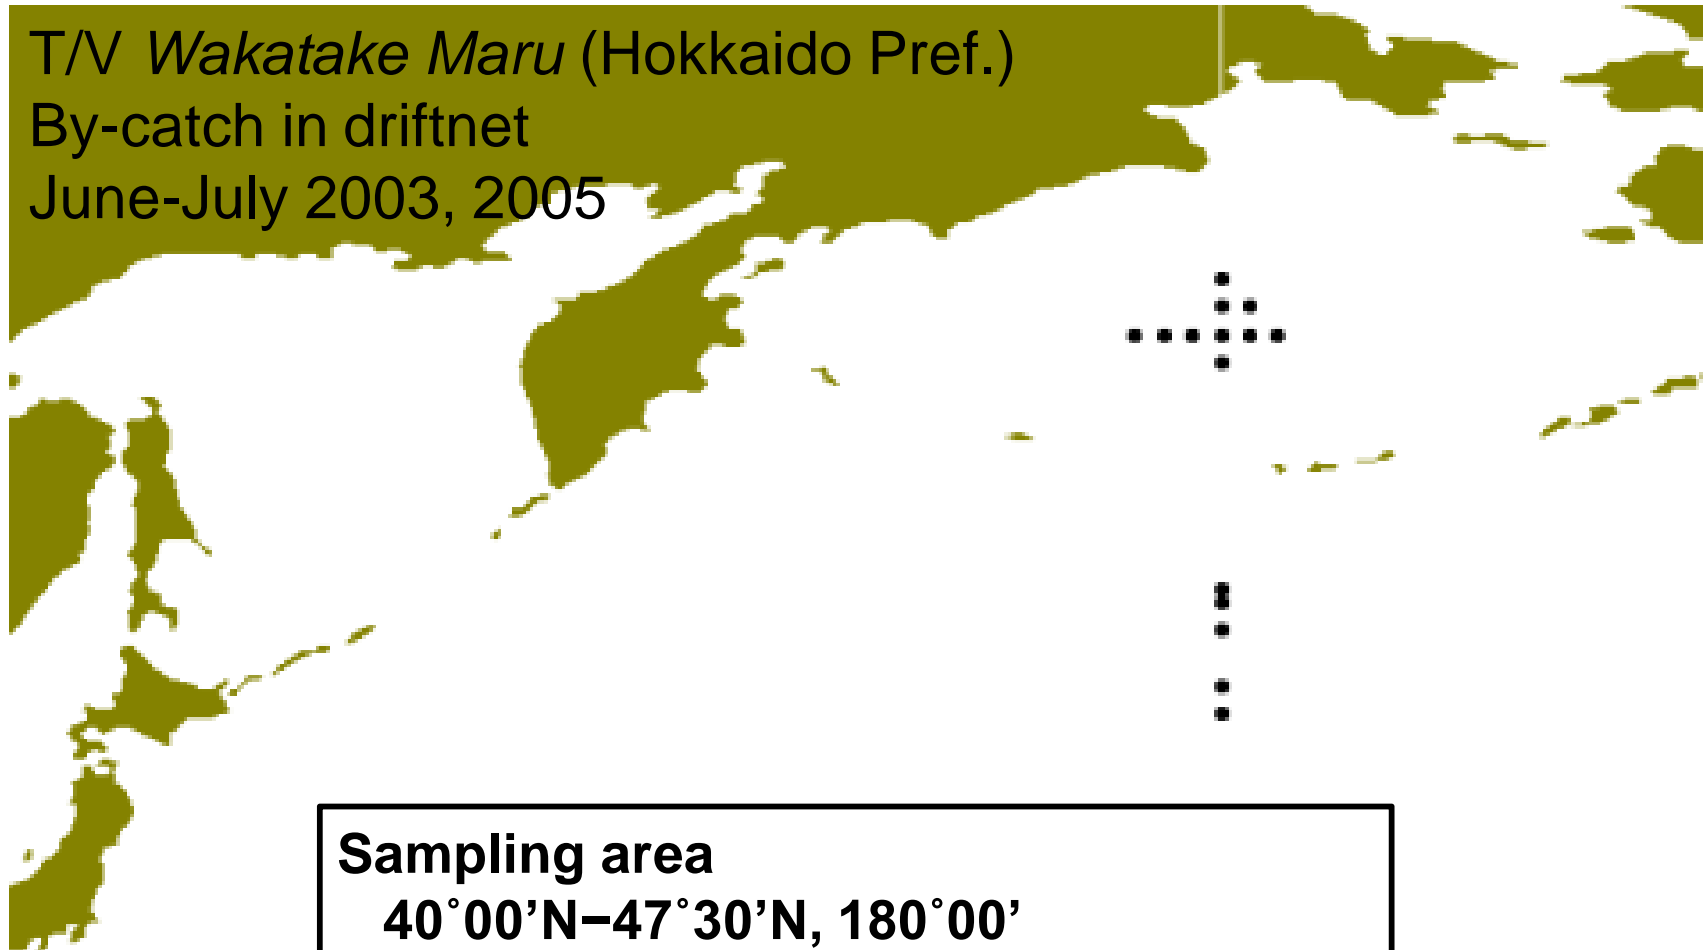 T/V Wakatake Maru (Hokkaido Pref.)
By-catch in driftnet
June-July 2003, 2005
Sampling area
40˚00’N−47˚30’N, 180˚00’